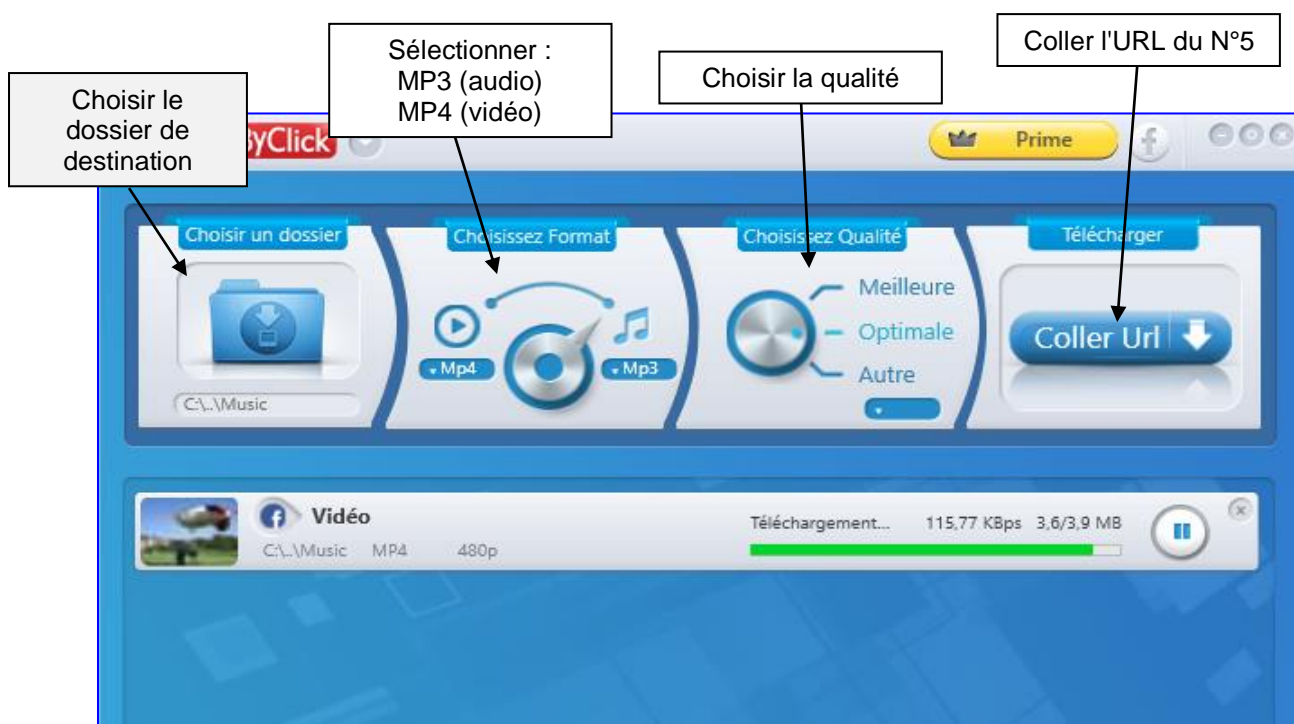 Coller l'URL du N°5
Sélectionner :
MP3 (audio)
MP4 (vidéo)
Choisir la qualité
Choisir le
dossier de
destination
yClick
Prime
f
Choisir un dossier
Choisissez Format
Choisissez Qualité
Télécharger
Meilleure
Optimale
Autre
Mp4
Mp3
Coller Url
C:\..\Music
f
Vidéo
Téléchargement... 115,77 KBps 3,6/3,9 MB
C:\..\Music MP4 480p